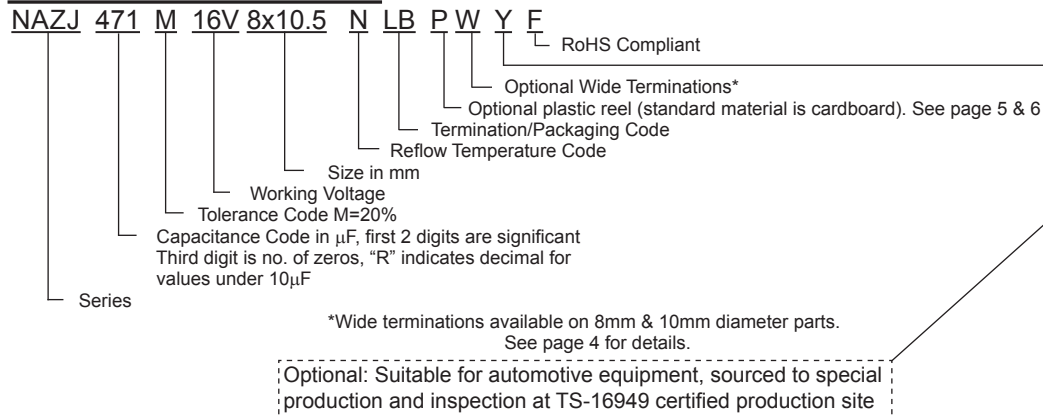 NAZJ 471 M 16V 8x10.5 N LB P W Y F
RoHS Compliant
Optional Wide Terminations*
Optional plastic reel (standard material is cardboard). See page 5 & 6
Termination/Packaging Code
Reflow Temperature Code
Size in mm
Working Voltage
Tolerance Code M=20%
Capacitance Code in μF, first 2 digits are significant
Third digit is no. of zeros, “R” indicates decimal for
values under 10μF
Series
*Wide terminations available on 8mm & 10mm diameter parts.
See page 4 for details.
Optional: Suitable for automotive equipment, sourced to special
production and inspection at TS-16949 certified production site